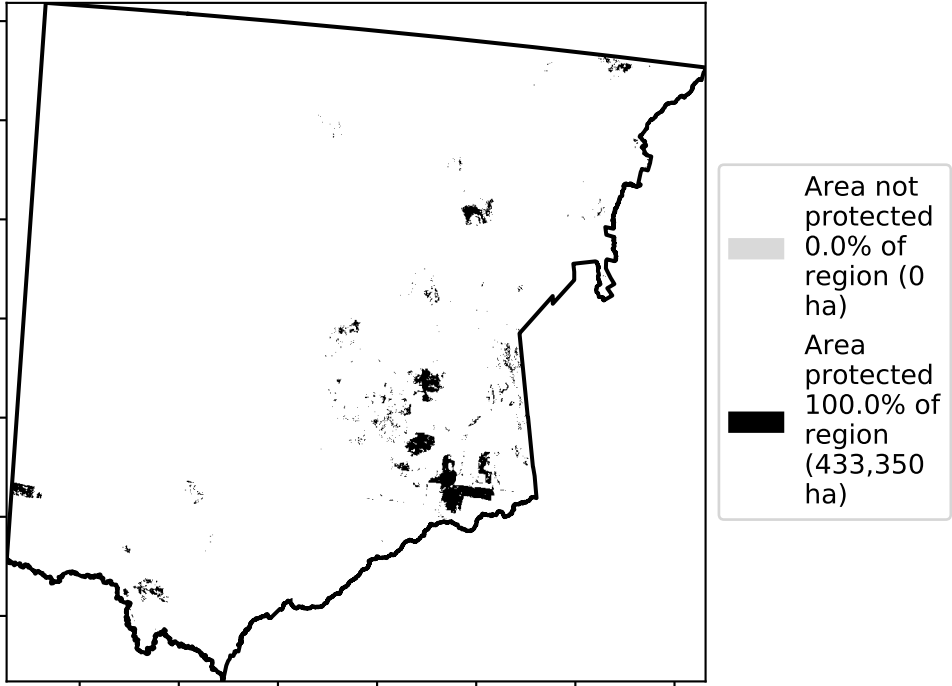 Area not
protected
0.0% of
region (0
ha)
Area
protected
100.0% of
region
(433,350
ha)